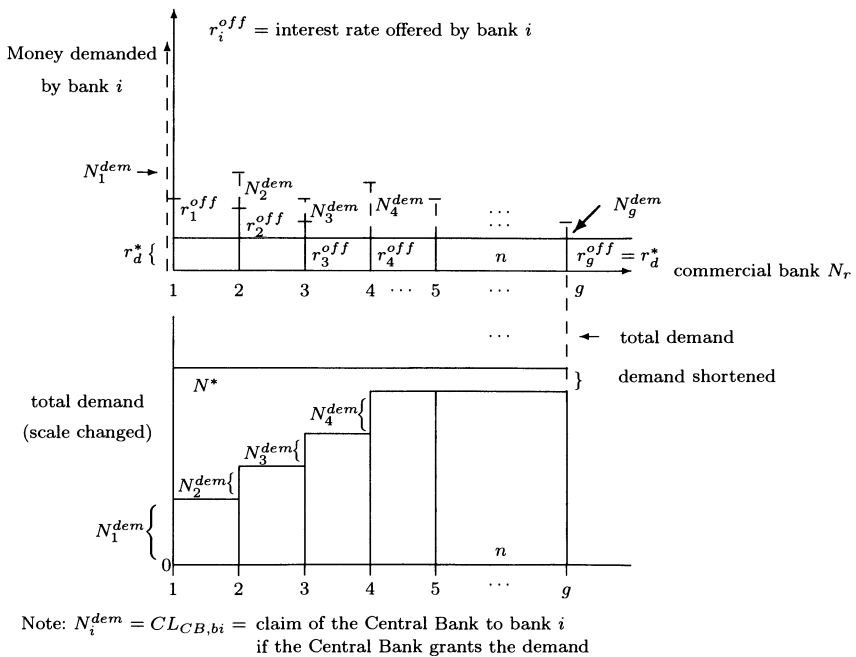 r_i^{off} = interest rate offered by bank i
Money demanded
by bank i
N_1^{dem}
N_2^{dem}
r_1^{off}
r_2^{off}
N_3^{dem}
N_4^{dem}
...
...
N_g^{dem}
r_d^* {
r_3^{off}
r_4^{off}
n
r_g^{off} = r_d^*
commercial bank N_r
1 2 3 4 ... 5 ... g
... total demand
N*
} demand shortened
total demand
(scale changed)
N_4^{dem} {
N_3^{dem} {
N_2^{dem} {
N_1^{dem} {
n
0
1 2 3 4 5 ... g
Note: N_i^{dem} = CL_{CB,bi} = claim of the Central Bank to bank i
if the Central Bank grants the demand